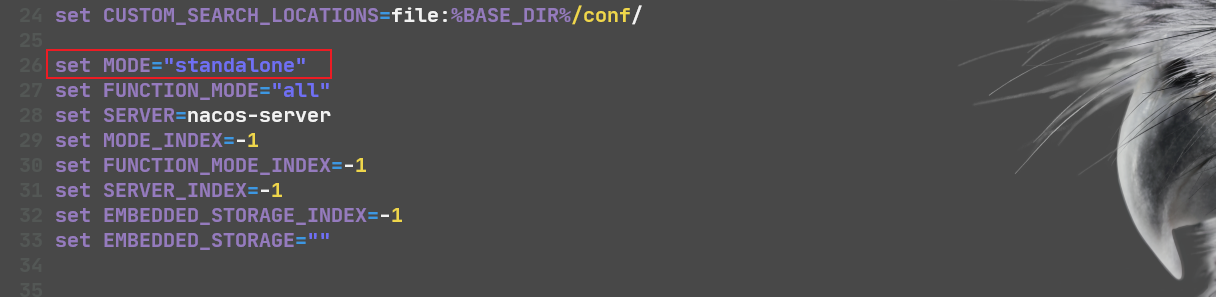 24 set CUSTOM_SEARCH_LOCATIONS=file:%BASE_DIR%/conf/
25
26 set MODE="standalone"
27 set FUNCTION_MODE="all"
28 set SERVER=nacos-server
29 set MODE_INDEX=-1
30 set FUNCTION_MODE_INDEX=-1
31 set SERVER_INDEX=-1
32 set EMBEDDED_STORAGE_INDEX=-1
33 set EMBEDDED_STORAGE=""
34
35